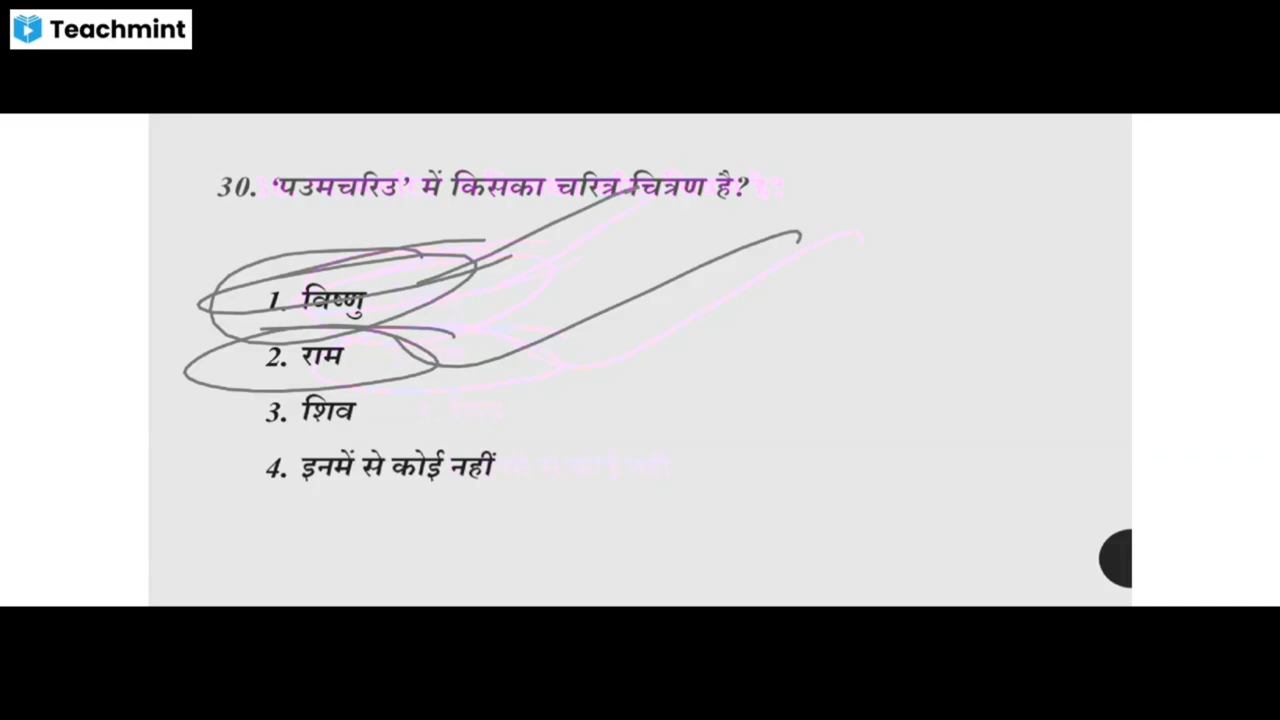 Teachmint
30. ‘पउमचरिउ’ में किसका चरित्र चित्रण है?
1. विष्णु
2. राम
3. शिव
4. इनमें से कोई नहीं